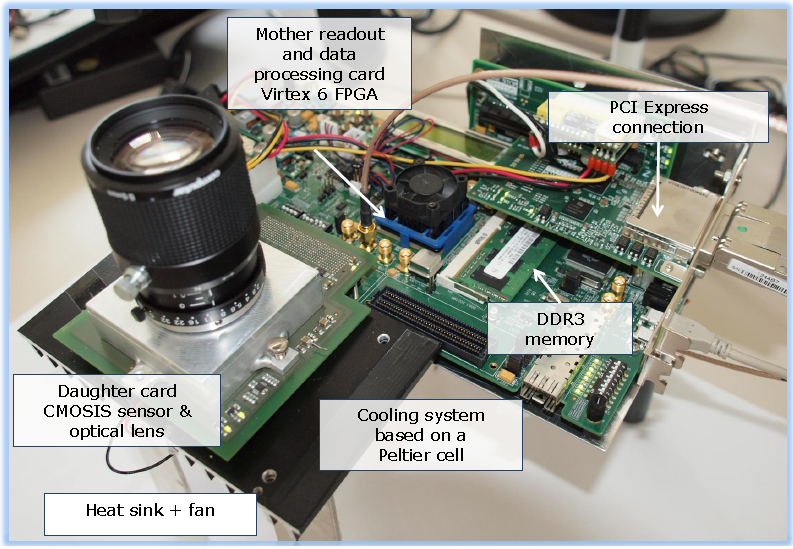 Mother readout
and data
processing card
Virtex 6 FPGA
PCI Express
connection
DDR3
memory
Daughter card
CMOSIS sensor &
optical lens
Cooling system
based on a
Peltier cell
Heat sink + fan